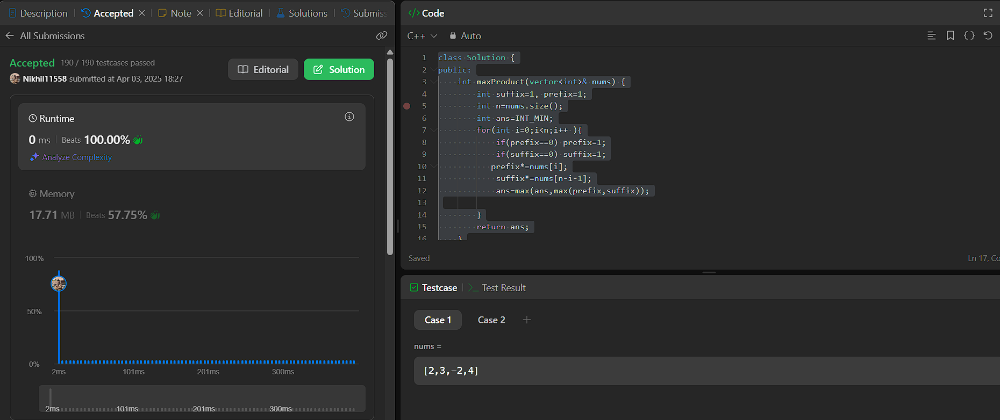 Description
Accepted
Note
Editorial
Solutions
Submiss
All Submissions
Accepted 190 / 190 testcases passed
Nikhil11558 submitted at Apr 03, 2025 18:27
Editorial
Solution
Runtime
0 ms Beats 100.00%
Analyze Complexity
Memory
17.71 MB Beats 57.75%
100%
50%
0%
2ms 101ms 201ms 300ms
2ms 101ms 201ms 300ms
</> Code
C++ Auto
1 class Solution {
2 public:
3 int maxProduct(vector<int>& nums) {
4 int suffix=1, prefix=1;
5 int n=nums.size();
6 int ans=INT_MIN;
7 for(int i=0;i<n;i++ ){
8 if(prefix==0) prefix=1;
9 if(suffix==0) suffix=1;
10 prefix*=nums[i];
11 suffix*=nums[n-i-1];
12 ans=max(ans,max(prefix,suffix));
13
14 }
15 return ans;
16 }
Saved
Ln 17, Co
Testcase
Test Result
Case 1
Case 2
nums =
[2,3,-2,4]